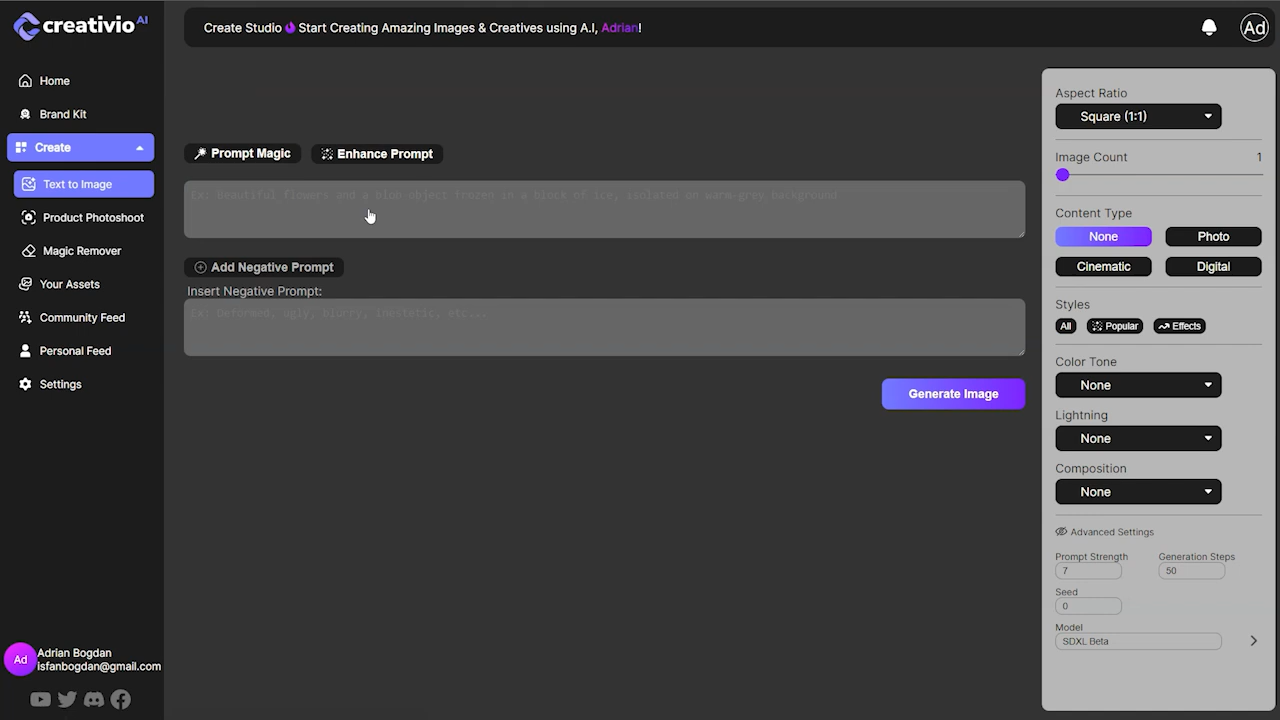 creativio AI
Create Studio Start Creating Amazing Images & Creatives using A.I, Adrian!
Ad
Home
Brand Kit
Create
Text to Image
Product Photoshoot
Magic Remover
Your Assets
Community Feed
Personal Feed
Settings
Ad
Adrian Bogdan
isfanbogdan@gmail.com
Prompt Magic
Enhance Prompt
Ex: Beautiful flowers and a blon object frozen in a block of ice, isolated on warm-grey background
Add Negative Prompt
Insert Negative Prompt:
Ex: Deformed, ugly, blurry, inestetic, etc...
Generate Image
Aspect Ratio
Square (1:1)
Image Count 1
Content Type
None Photo
Cinematic Digital
Styles
All Popular Effects
Color Tone
None
Lightning
None
Composition
None
Advanced Settings
Prompt Strength Generation Steps
7 50
Seed
0
Model
SDXL Beta